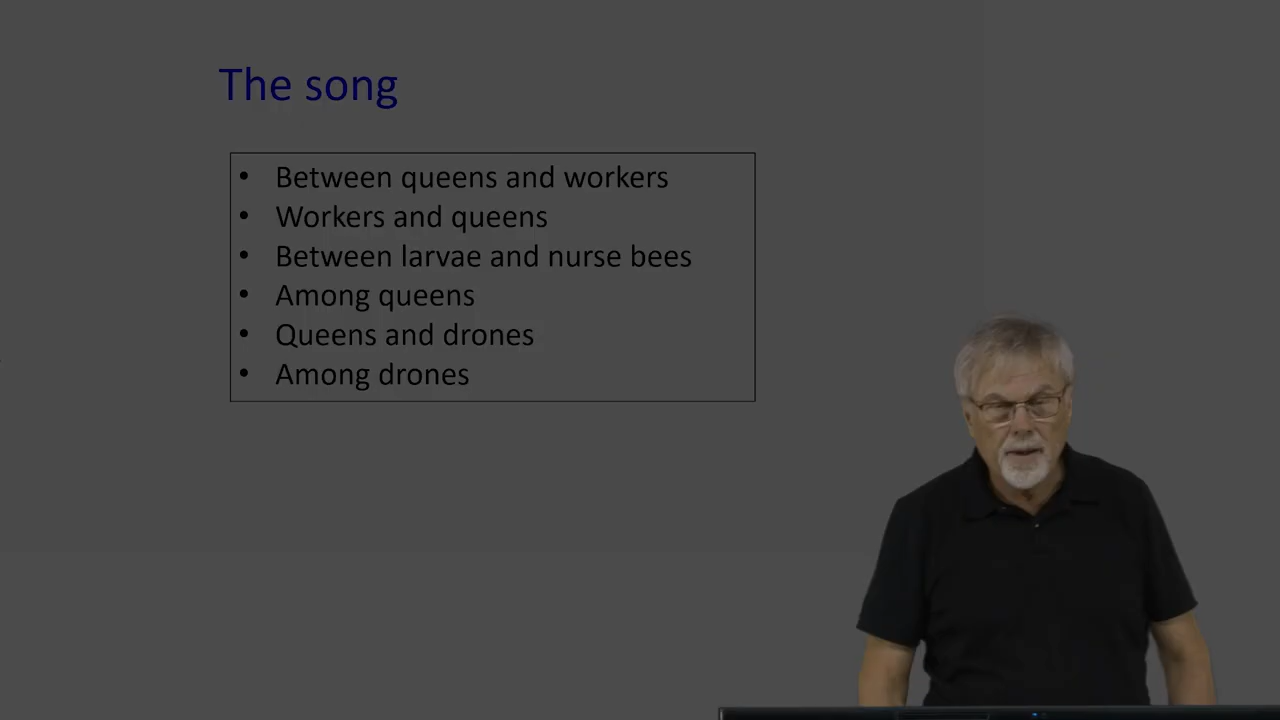 The song
• Between queens and workers
• Workers and queens
• Between larvae and nurse bees
• Among queens
• Queens and drones
• Among drones